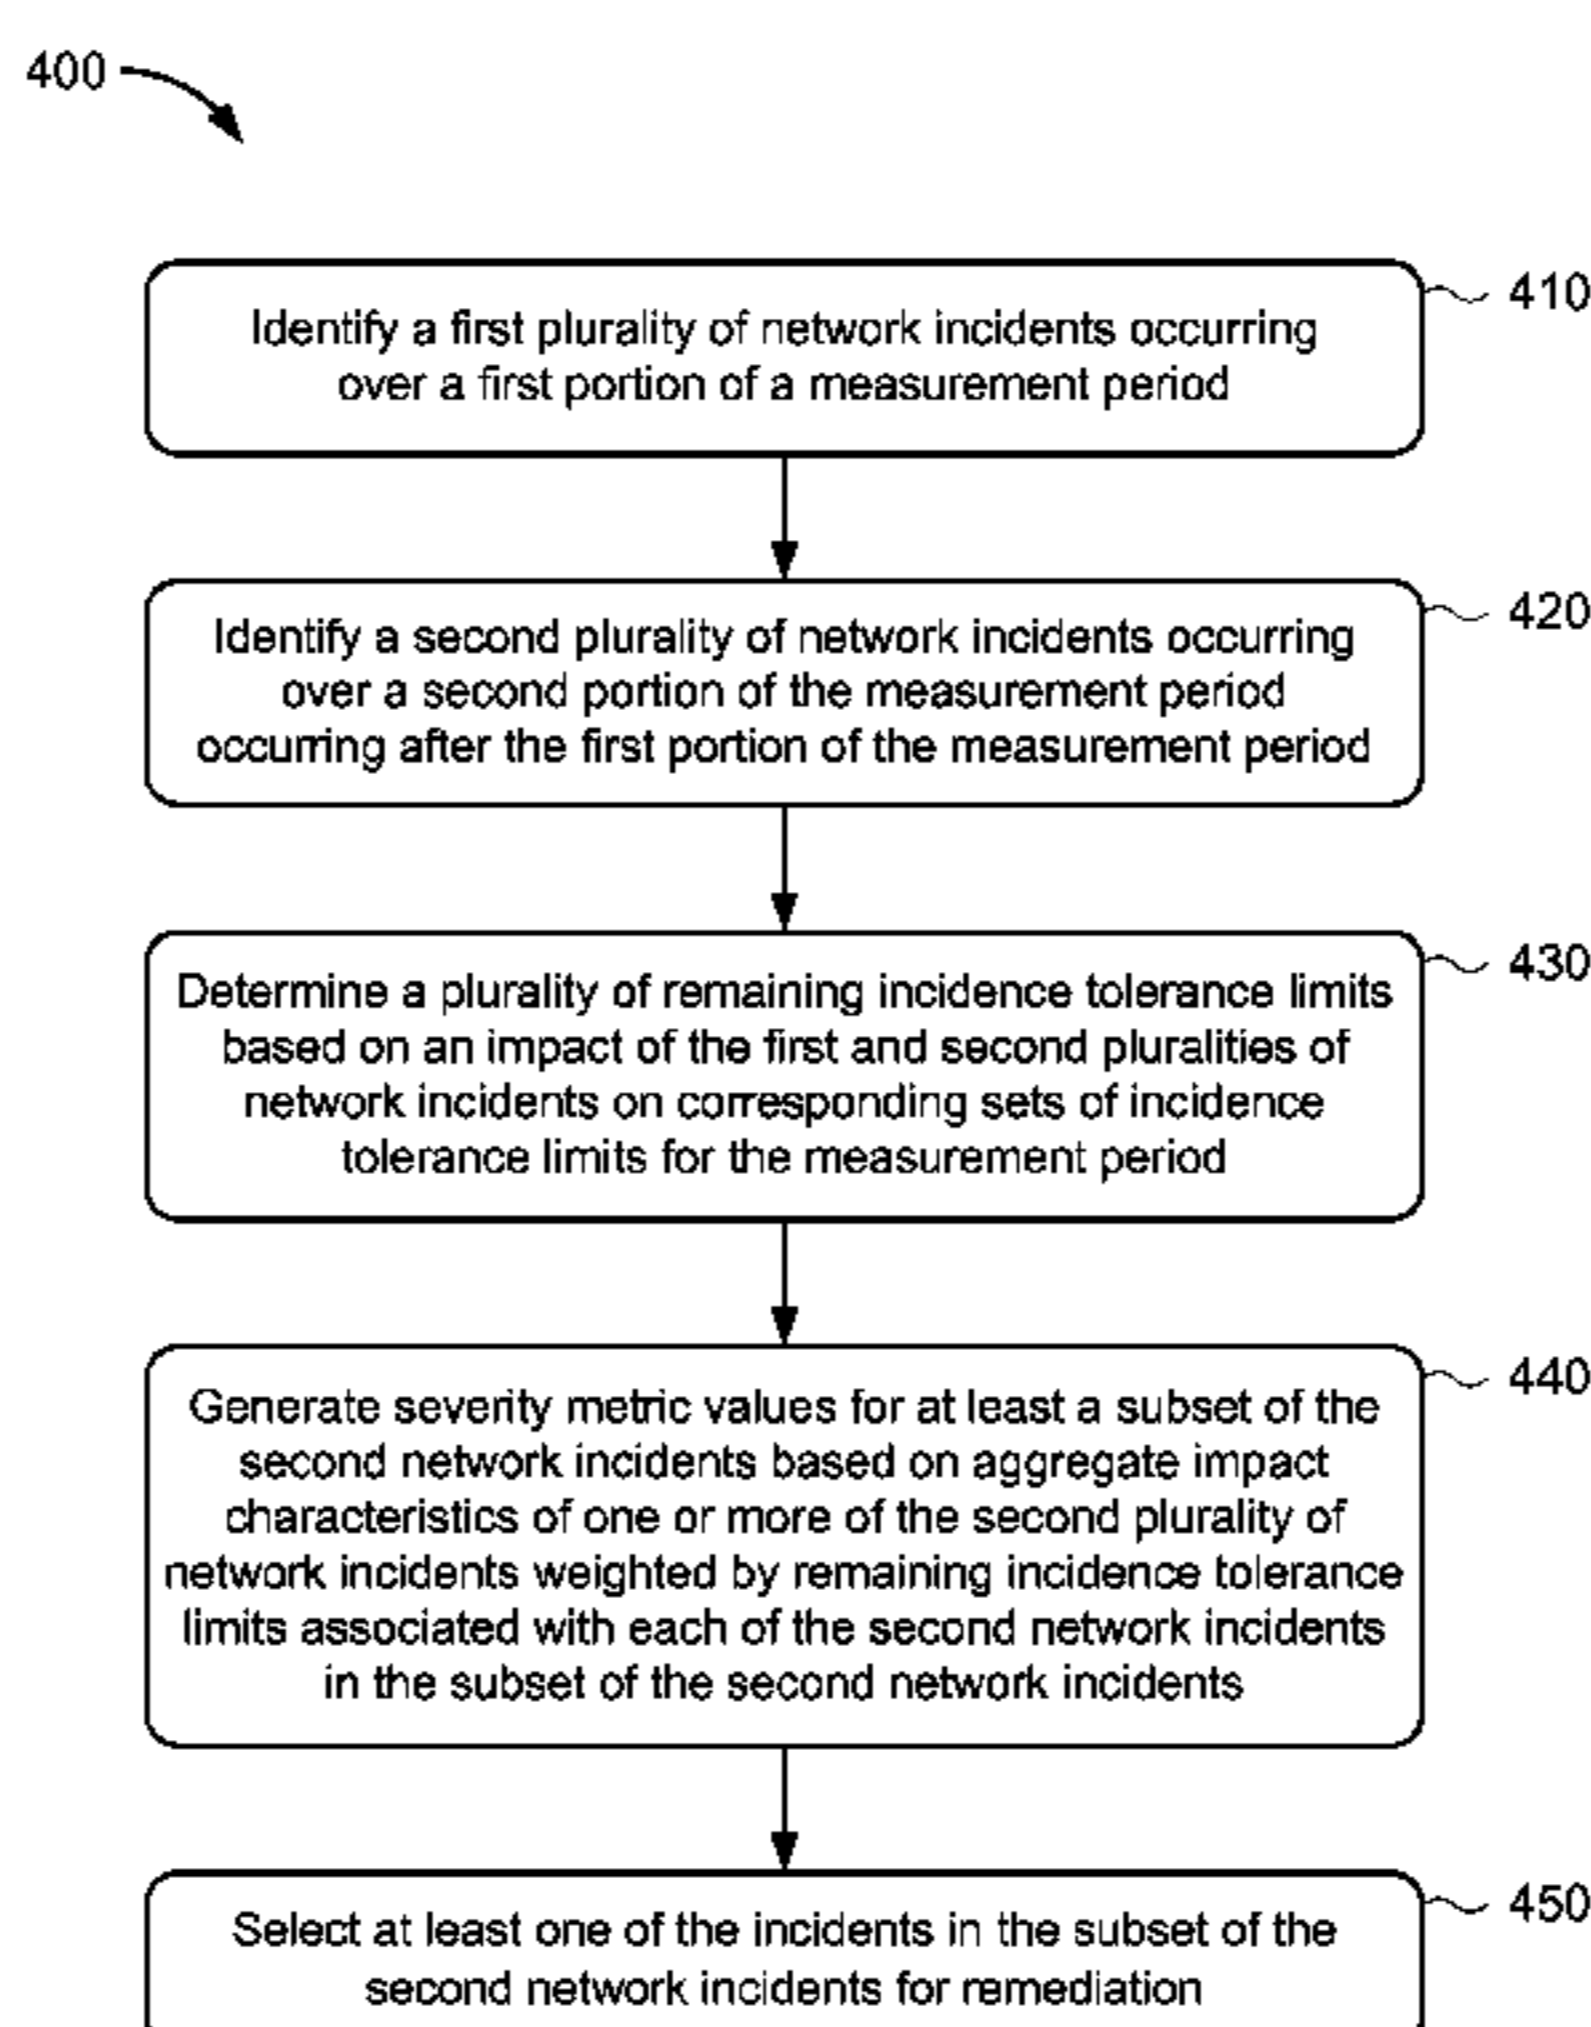 400
410
Identify a first plurality of network incidents occurring
over a first portion of a measurement period
420
Identify a second plurality of network incidents occurring
over a second portion of the measurement period
occurring after the first portion of the measurement period
430
Determine a plurality of remaining incidence tolerance limits
based on an impact of the first and second pluralities of
network incidents on corresponding sets of incidence
tolerance limits for the measurement period
440
Generate severity metric values for at least a subset of the
second network incidents based on aggregate impact
characteristics of one or more of the second plurality of
network incidents weighted by remaining incidence tolerance
limits associated with each of the second network incidents
in the subset of the second network incidents
450
Select at least one of the incidents in the subset of the
second network incidents for remediation